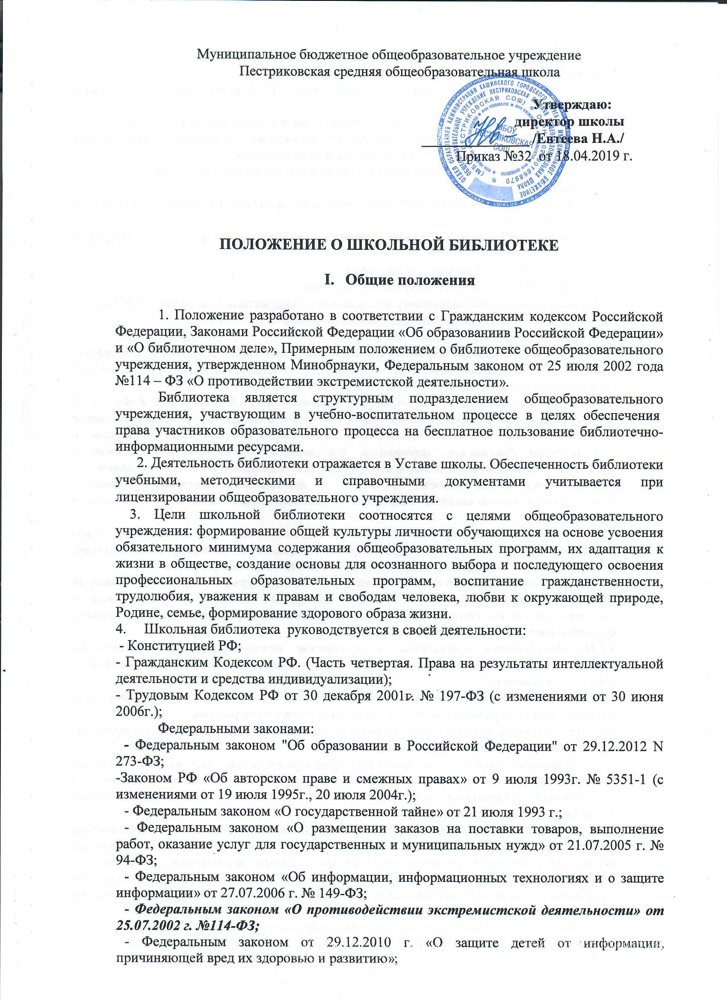 Муниципальное бюджетное общеобразовательное учреждение
Пестриковская средняя общеобразовательная школа
Утверждаю:
директор школы
/Евтеева Н.А./
Приказ №32 от 18.04.2019 г.
МБОУ
ПЕСТРИКОВСКАЯ
СОШ
ПОЛОЖЕНИЕ О ШКОЛЬНОЙ БИБЛИОТЕКЕ
I. Общие положения
1. Положение разработано в соответствии с Гражданским кодексом Российской
Федерации, Законами Российской Федерации «Об образованиив Российской Федерации»
и «О библиотечном деле», Примерным положением о библиотеке общеобразовательного
учреждения, утвержденном Минобрнауки, Федеральным законом от 25 июля 2002 года
№114 – ФЗ «О противодействии экстремистской деятельности».
Библиотека является структурным подразделением общеобразовательного
учреждения, участвующим в учебно-воспитательном процессе в целях обеспечения
права участников образовательного процесса на бесплатное пользование библиотечно-
информационными ресурсами.
2. Деятельность библиотеки отражается в Уставе школы. Обеспеченность библиотеки
учебными, методическими и справочными документами учитывается при
лицензировании общеобразовательного учреждения.
3. Цели школьной библиотеки соотносятся с целями общеобразовательного
учреждения: формирование общей культуры личности обучающихся на основе усвоения
обязательного минимума содержания общеобразовательных программ, их адаптация к
жизни в обществе, создание основы для осознанного выбора и последующего освоения
профессиональных образовательных программ, воспитание гражданственности,
трудолюбия, уважения к правам и свободам человека, любви к окружающей природе,
Родине, семье, формирование здорового образа жизни.
4. Школьная библиотека руководствуется в своей деятельности:
- Конституцией РФ;
- Гражданским Кодексом РФ. (Часть четвертая. Права на результаты интеллектуальной
деятельности и средства индивидуализации);
- Трудовым Кодексом РФ от 30 декабря 2001г. № 197-ФЗ (с изменениями от 30 июня
2006г.);
Федеральными законами:
- Федеральным законом "Об образовании в Российской Федерации" от 29.12.2012 N
273-ФЗ;
-Законом РФ «Об авторском праве и смежных правах» от 9 июля 1993г. № 5351-1 (с
изменениями от 19 июля 1995г., 20 июля 2004г.);
- Федеральным законом «О государственной тайне» от 21 июля 1993 г.;
- Федеральным законом «О размещении заказов на поставки товаров, выполнение
работ, оказание услуг для государственных и муниципальных нужд» от 21.07.2005 г. №
94-ФЗ;
- Федеральным законом «Об информации, информационных технологиях и о защите
информации» от 27.07.2006 г. № 149-ФЗ;
- Федеральным законом «О противодействии экстремистской деятельности» от
25.07.2002 г. №114-ФЗ;
- Федеральным законом от 29.12.2010 г. «О защите детей от информации,
причиняющей вред их здоровью и развитию»;